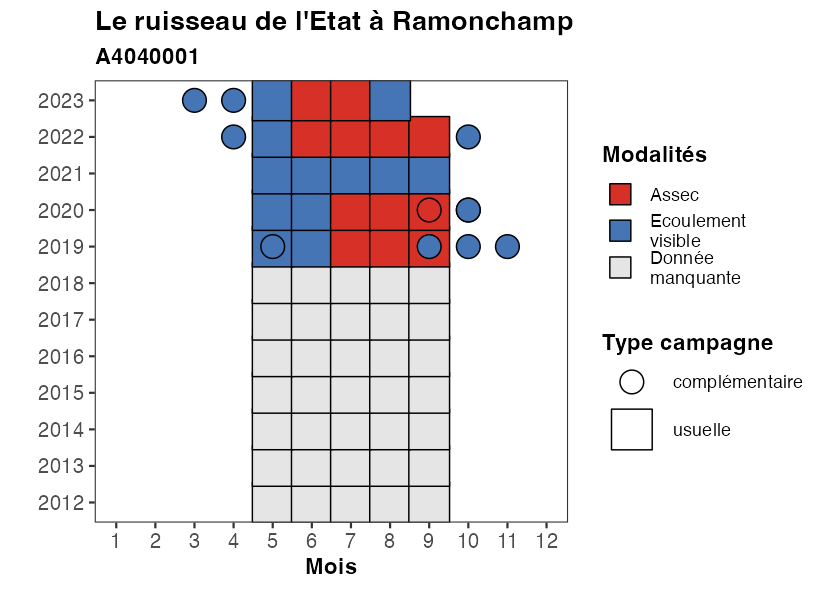 Le ruisseau de l'Etat à Ramonchamp
A4040001
2023
2022
2021
2020
2019
2018
2017
2016
2015
2014
2013
2012
1 2 3 4 5 6 7 8 9 10 11 12
Mois
Modalités
Assec
Ecoulement
visible
Donnée
manquante
Type campagne
complémentaire
usuelle